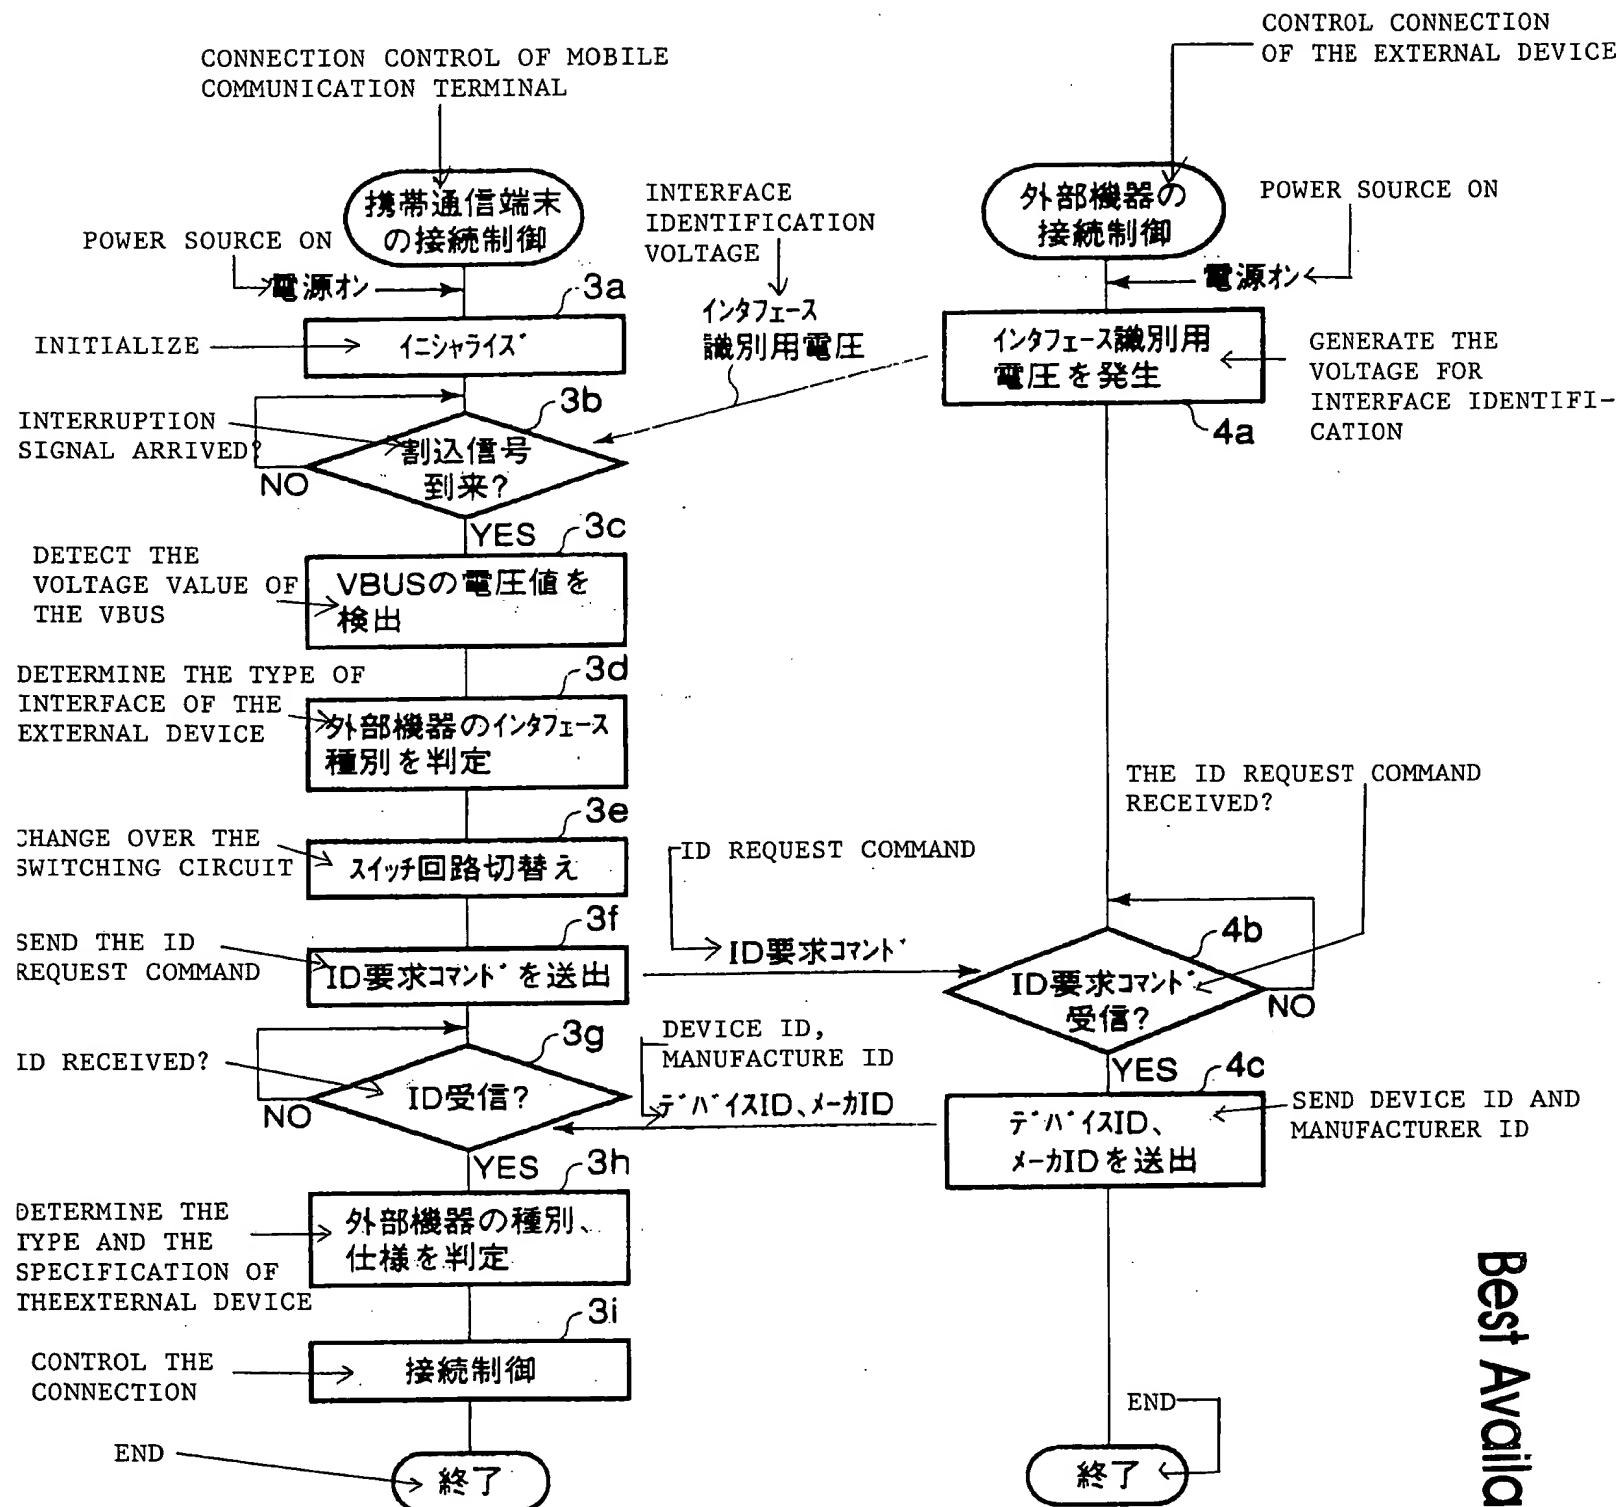 CONTROL CONNECTION
OF THE EXTERNAL DEVICE
CONNECTION CONTROL OF MOBILE
COMMUNICATION TERMINAL
携帯通信端末
の接続制御
INTERFACE
IDENTIFICATION
VOLTAGE
外部機器の
接続制御
POWER SOURCE ON
POWER SOURCE ON
電源オン
電源オン
3a
INITIALIZE
イニシャライズ
インタフェース
識別用電圧
インタフェース識別用
電圧を発生
4a
GENERATE THE
VOLTAGE FOR
INTERFACE IDENTIFI-
CATION
INTERRUPTION
SIGNAL ARRIVED?
3b
割込信号
到来?
NO
YES
3c
DETECT THE
VOLTAGE VALUE OF
THE VBUS
VBUSの電圧値を
検出
3d
DETERMINE THE TYPE OF
INTERFACE OF THE
EXTERNAL DEVICE
外部機器のインタフェース
種別を判定
3e
CHANGE OVER THE
SWITCHING CIRCUIT
スイッチ回路切替え
ID REQUEST COMMAND
THE ID REQUEST COMMAND
RECEIVED?
3f
SEND THE ID
REQUEST COMMAND
ID要求コマンドを送出
ID要求コマンド
4b
ID要求コマンド
受信?
NO
YES
3g
ID RECEIVED?
ID受信?
NO
YES
DEVICE ID,
MANUFACTURE ID
デバイスID、メーカID
4c
デバイスID、
メーカIDを送出
SEND DEVICE ID AND
MANUFACTURER ID
3h
DETERMINE THE
TYPE AND THE
SPECIFICATION OF
THEEXTERNAL DEVICE
外部機器の種別、
仕様を判定
3i
CONTROL THE
CONNECTION
接続制御
END
終了
END
終了
Best Availa